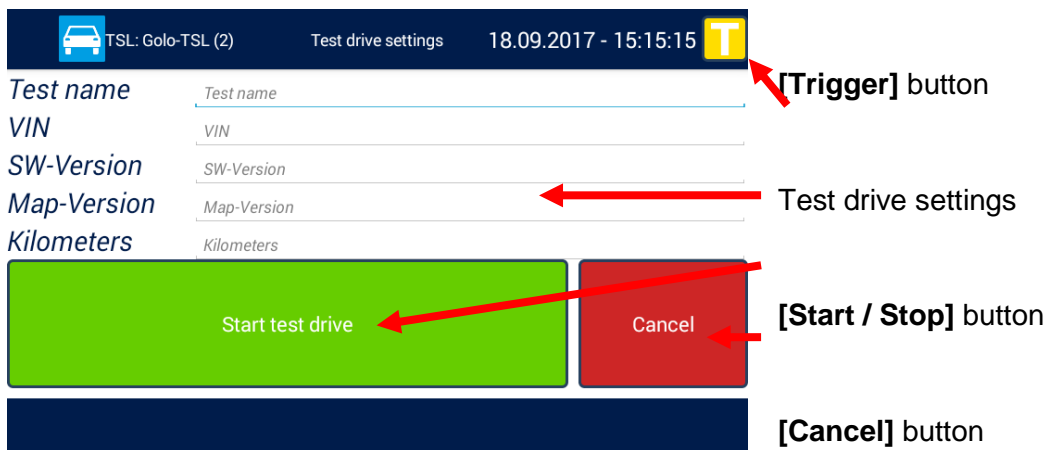 TSL: Golo-TSL (2) Test drive settings 18.09.2017 - 15:15:15 T
[Trigger] button
Test name Test name
VIN VIN
SW-Version SW-Version
Map-Version Map-Version
Test drive settings
Kilometers Kilometers
Start test drive Cancel
[Start / Stop] button
[Cancel] button